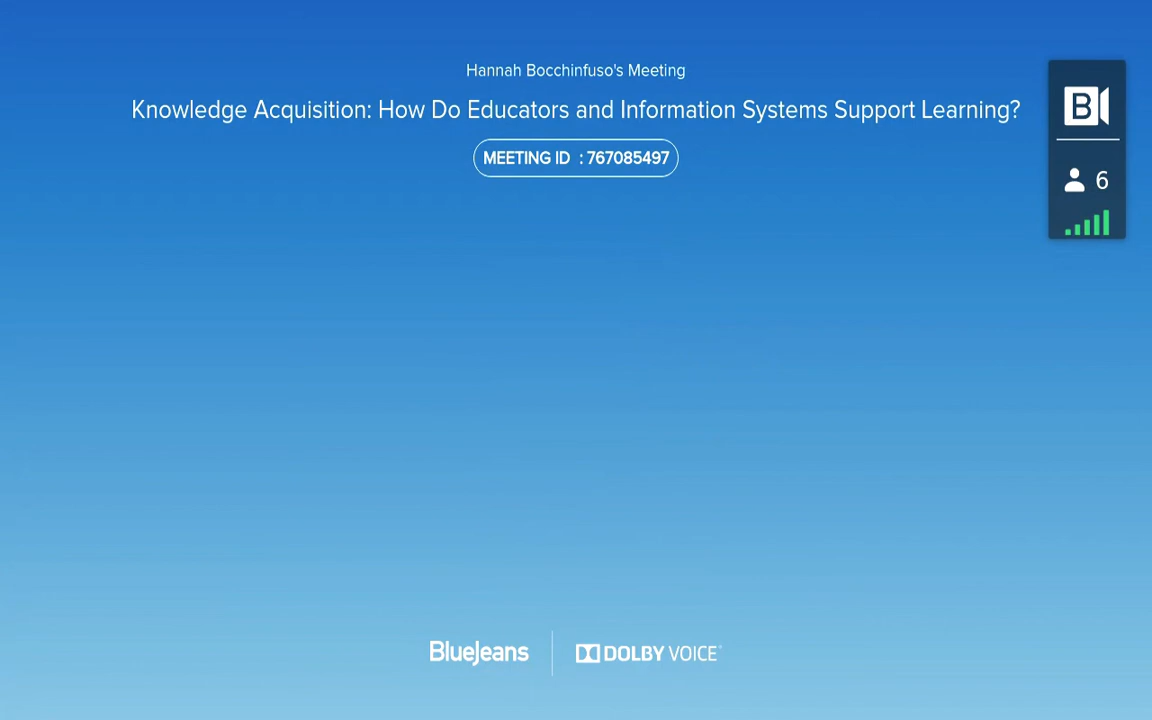 Hannah Bocchinfuso's Meeting
Knowledge Acquisition: How Do Educators and Information Systems Support Learning?
MEETING ID : 767085497
B
6
BlueJeans
DOLBY VOICE